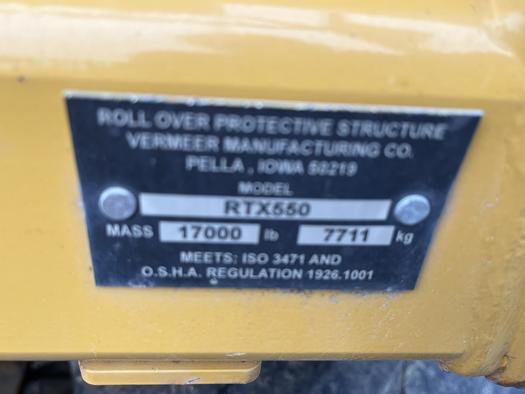 ROLL OVER PROTECTIVE STRUCTURE
VERMEER MANUFACTURING CO.
PELLA, IOWA 50219
MODEL
RTX550
MASS 17000 lb 7711 kg
MEETS: ISO 3471 AND
O.S.H.A. REGULATION 1926.1001